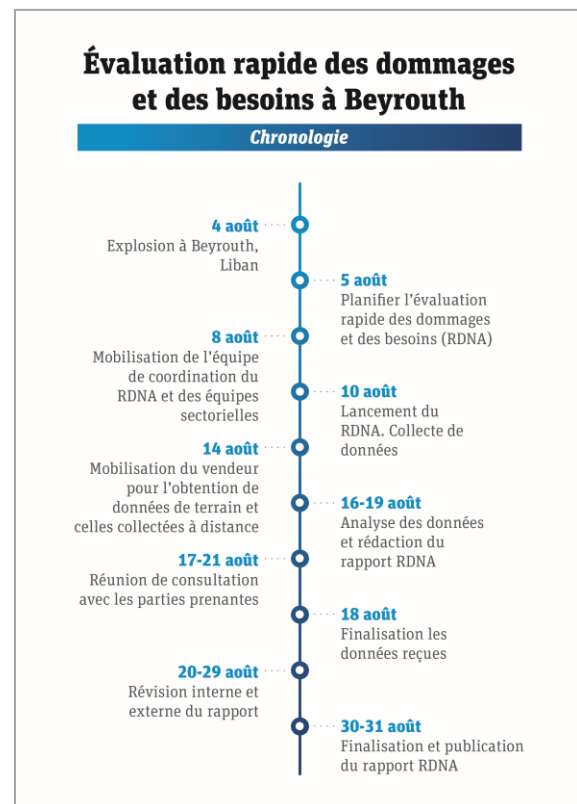 Évaluation rapide des dommages
et des besoins à Beyrouth
Chronologie
4 août
Explosion à Beyrouth,
Liban
5 août
Planifier l'évaluation
rapide des dommages
et des besoins (RDNA)
8 août
Mobilisation de l'équipe
de coordination du
RDNA et des équipes
sectorielles
10 août
Lancement du
RDNA. Collecte de
données
14 août
Mobilisation du vendeur
pour l'obtention de
données de terrain et
celles collectées à distance
16-19 août
Analyse des données
et rédaction du
rapport RDNA
17-21 août
Réunion de consultation
avec les parties prenantes
18 août
Finalisation les
données reçues
20-29 août
Révision interne et
externe du rapport
30-31 août
Finalisation et publication
du rapport RDNA